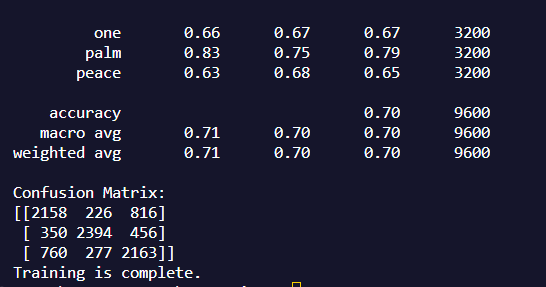 one 0.66 0.67 0.67 3200
palm 0.83 0.75 0.79 3200
peace 0.63 0.68 0.65 3200
accuracy 0.70 9600
macro avg 0.71 0.70 0.70 9600
weighted avg 0.71 0.70 0.70 9600
Confusion Matrix:
[[2158 226 816]
[ 350 2394 456]
[ 760 277 2163]]
Training is complete.